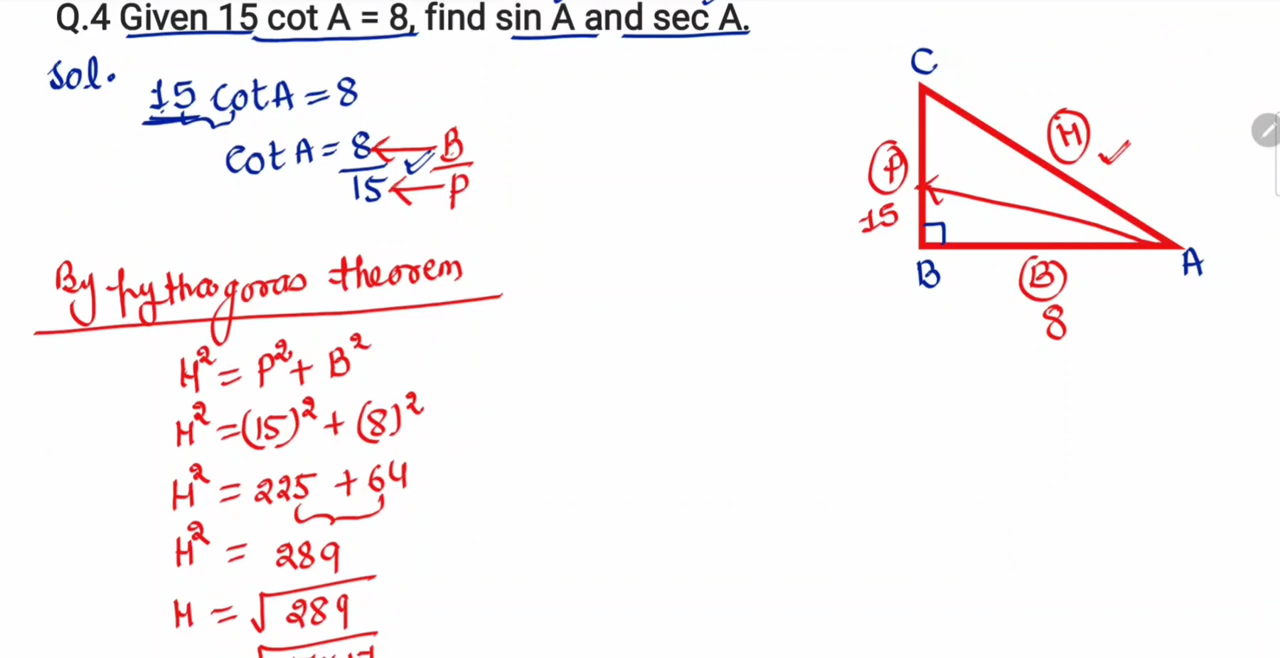 Q.4 Given 15 cot A = 8, find sin A and sec A.
Sol.
15 cot A = 8
cot A = 8/15 B/P
By pythagoras theorem
H² = P² + B²
H² = (15)² + (8)²
H² = 225 + 64
H² = 289
H = √289
C
H
P
15
B
B
8
A